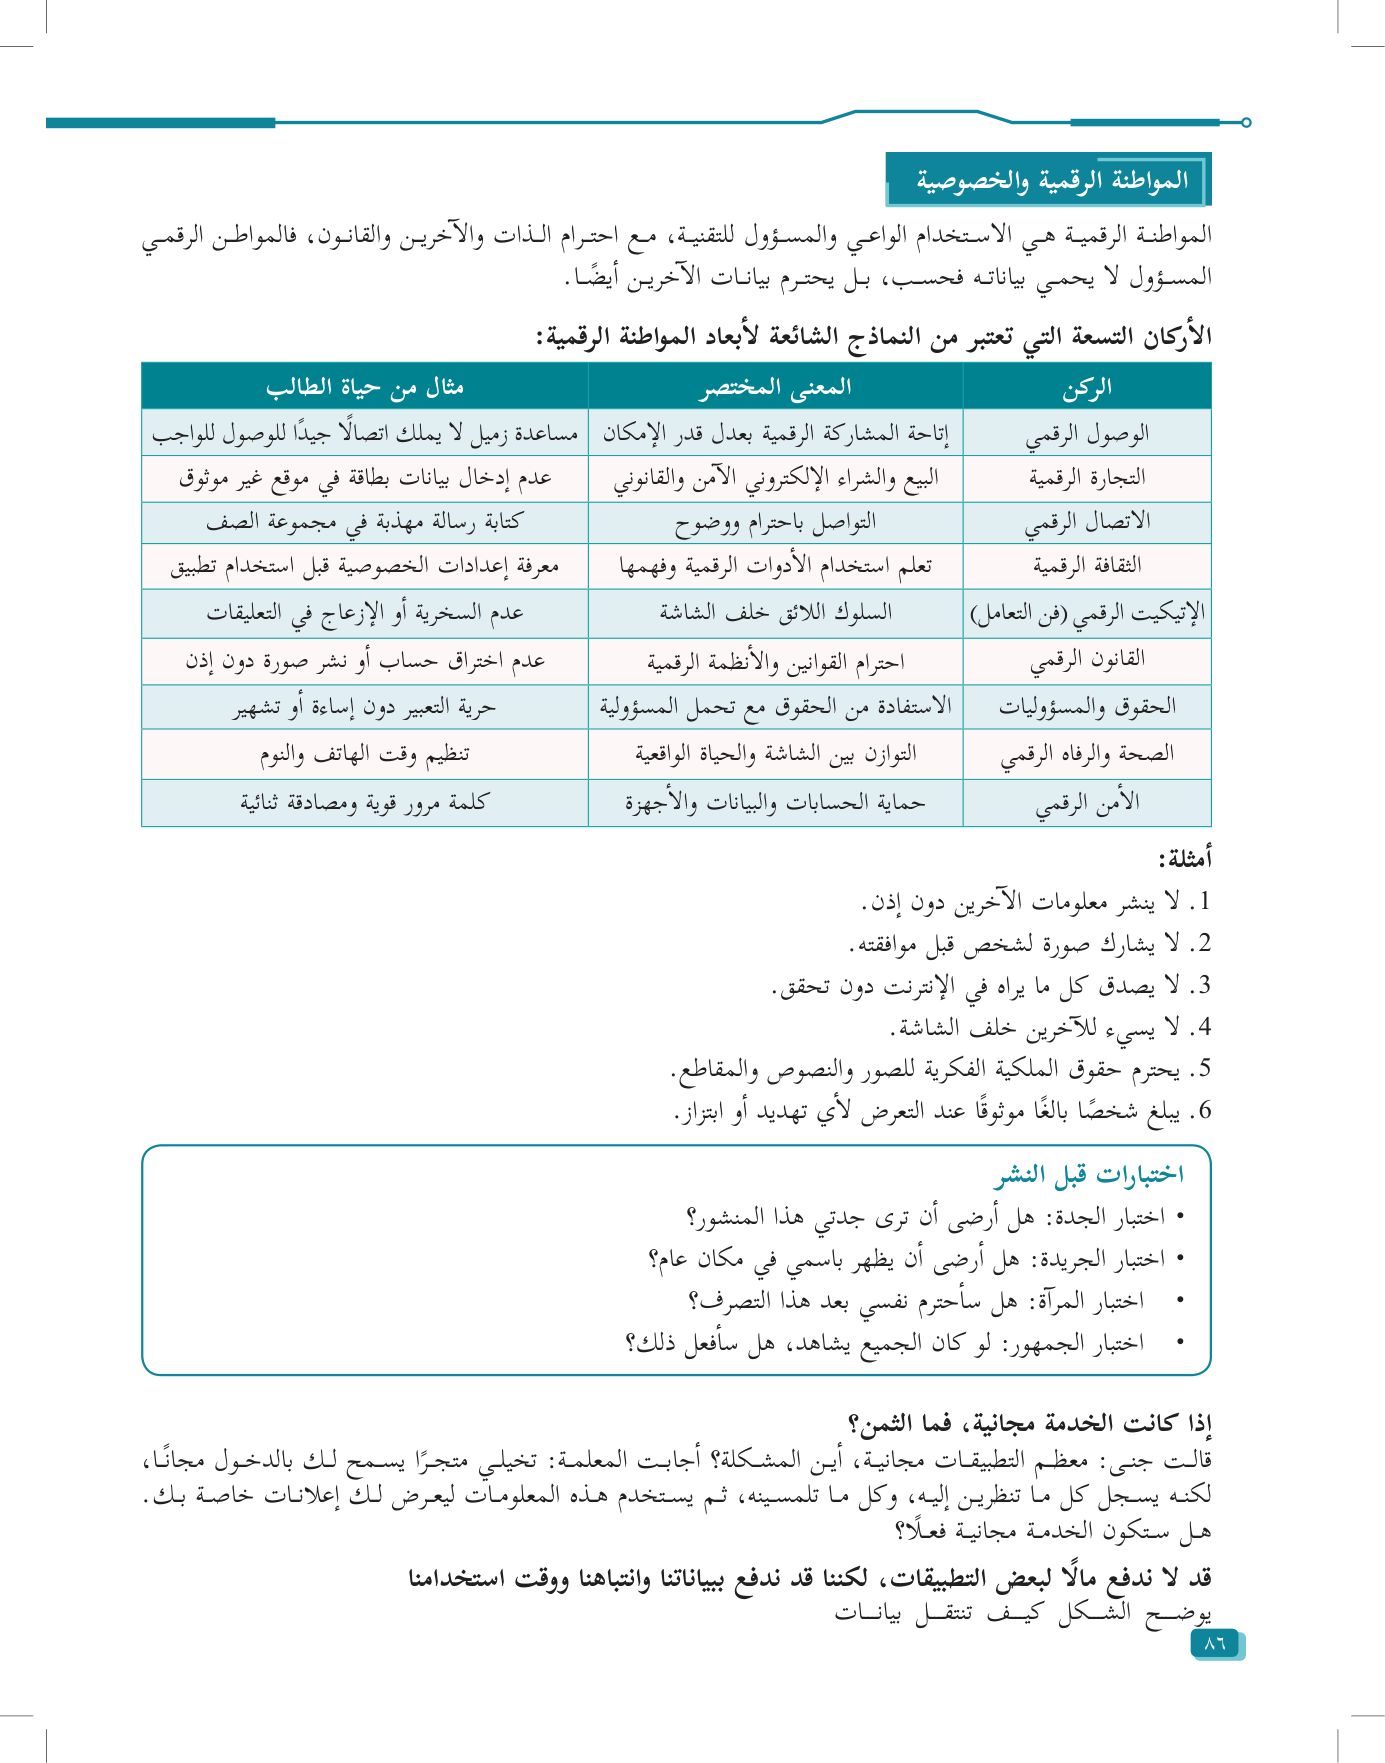 المواطنة الرقمية والخصوصية
المواطنة الرقمية هي الاستخدام الواعي والمسؤول للتقنية، مع احترام الذات والآخرين والقانون، فالمواطن الرقمي
المسؤول لا يحمي بياناته فحسب، بل يحترم بيانات الآخرين أيضًا.
الأركان التسعة التي تعتبر من النماذج الشائعة لأبعاد المواطنة الرقمية:
الركن المعنى المختصر مثال من حياة الطالب
الوصول الرقمي إتاحة المشاركة الرقمية بعدل قدر الإمكان مساعدة زميل لا يملك اتصالًا جيدًا للوصول للواجب
التجارة الرقمية البيع والشراء الإلكتروني الآمن والقانوني عدم إدخال بيانات بطاقة في موقع غير موثوق
الاتصال الرقمي التواصل باحترام ووضوح كتابة رسالة مهذبة في مجموعة الصف
الثقافة الرقمية تعلم استخدام الأدوات الرقمية وفهمها معرفة إعدادات الخصوصية قبل استخدام تطبيق
الإتيكيت الرقمي (فن التعامل) السلوك اللائق خلف الشاشة عدم السخرية أو الإزعاج في التعليقات
القانون الرقمي احترام القوانين والأنظمة الرقمية عدم اختراق حساب أو نشر صورة دون إذن
الحقوق والمسؤوليات الاستفادة من الحقوق مع تحمل المسؤولية حرية التعبير دون إساءة أو تشهير
الصحة والرفاه الرقمي التوازن بين الشاشة والحياة الواقعية تنظيم وقت الهاتف والنوم
الأمن الرقمي حماية الحسابات والبيانات والأجهزة كلمة مرور قوية ومصادقة ثنائية
أمثلة:
1. لا ينشر معلومات الآخرين دون إذن.
2. لا يشارك صورة لشخص قبل موافقته.
3. لا يصدق كل ما يراه في الإنترنت دون تحقق.
4. لا يسيء للآخرين خلف الشاشة.
5. يحترم حقوق الملكية الفكرية للصور والنصوص والمقاطع.
6. يبلغ شخصًا بالغًا موثوقًا عند التعرض لأي تهديد أو ابتزاز.
اختبارات قبل النشر
• اختبار الجدة: هل أرضى أن ترى جدتي هذا المنشور؟
• اختبار الجريدة: هل أرضى أن يظهر باسمي في مكان عام؟
• اختبار المرآة: هل سأحترم نفسي بعد هذا التصرف؟
• اختبار الجمهور: لو كان الجميع يشاهد، هل سأفعل ذلك؟
إذا كانت الخدمة مجانية، فما الثمن؟
قالت جنى: معظم التطبيقات مجانية، أين المشكلة؟ أجابت المعلمة: تخيلي متجرًا يسمح لك بالدخول مجانًا،
لكنه يسجل كل ما تنظرين إليه، وكل ما تلمسينه، ثم يستخدم هذه المعلومات ليعرض لك إعلانات خاصة بك.
هل ستكون الخدمة مجانية فعلًا؟
قد لا ندفع مالًا لبعض التطبيقات، لكننا قد ندفع ببياناتنا وانتباهنا ووقت استخدامنا
يوضح الشكل كيف تنتقل بيانات
٨٦